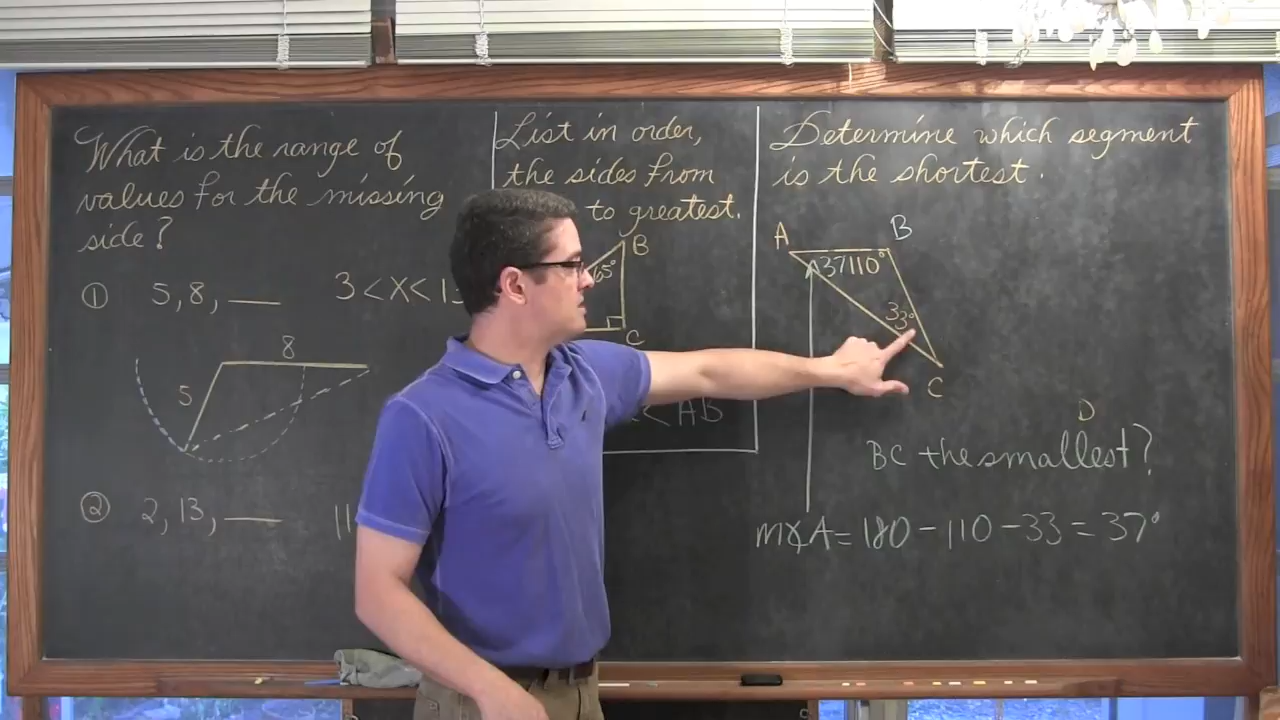 What is the range of
values for the missing
side?
① 5, 8, ___ 3 < X < 1
8
5
② 2, 13, ___ 11
List in order,
the sides from
to greatest.
B
65°
C
< AB
Determine which segment
is the shortest.
A
B
37 110°
33°
C
D
BC the smallest?
m∡A = 180 - 110 - 33 = 37°